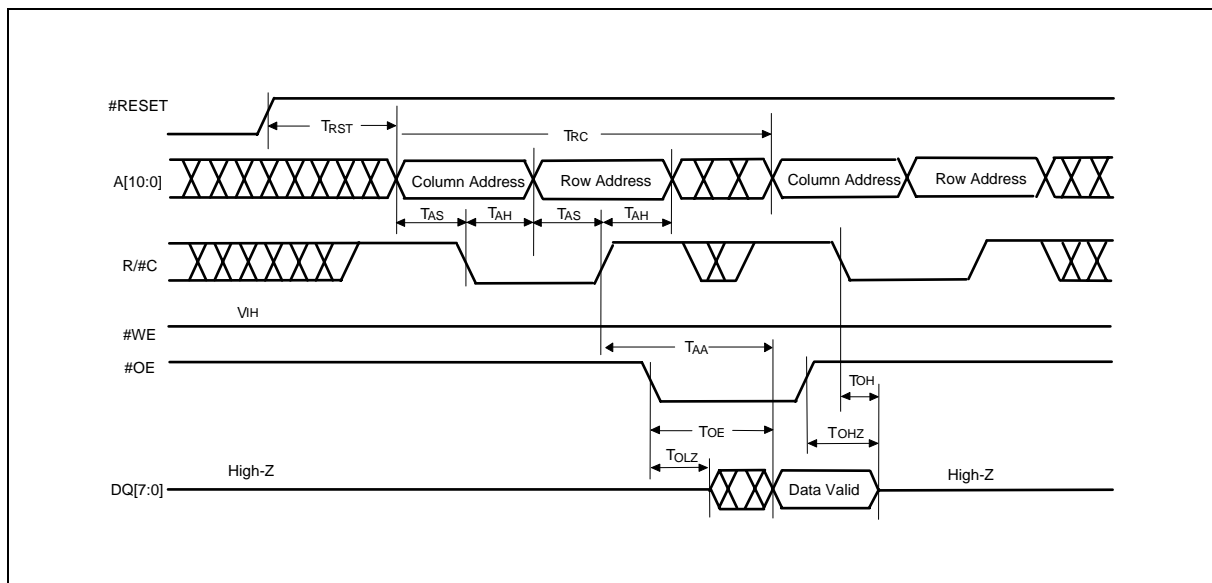 #RESET
TRST
TRC
A[10:0]
Column Address
Row Address
Column Address
Row Address
TAS
TAH
TAS
TAH
R/#C
VIH
#WE
TAA
#OE
TOH
TOE
TOHZ
TOLZ
High-Z
High-Z
DQ[7:0]
Data Valid